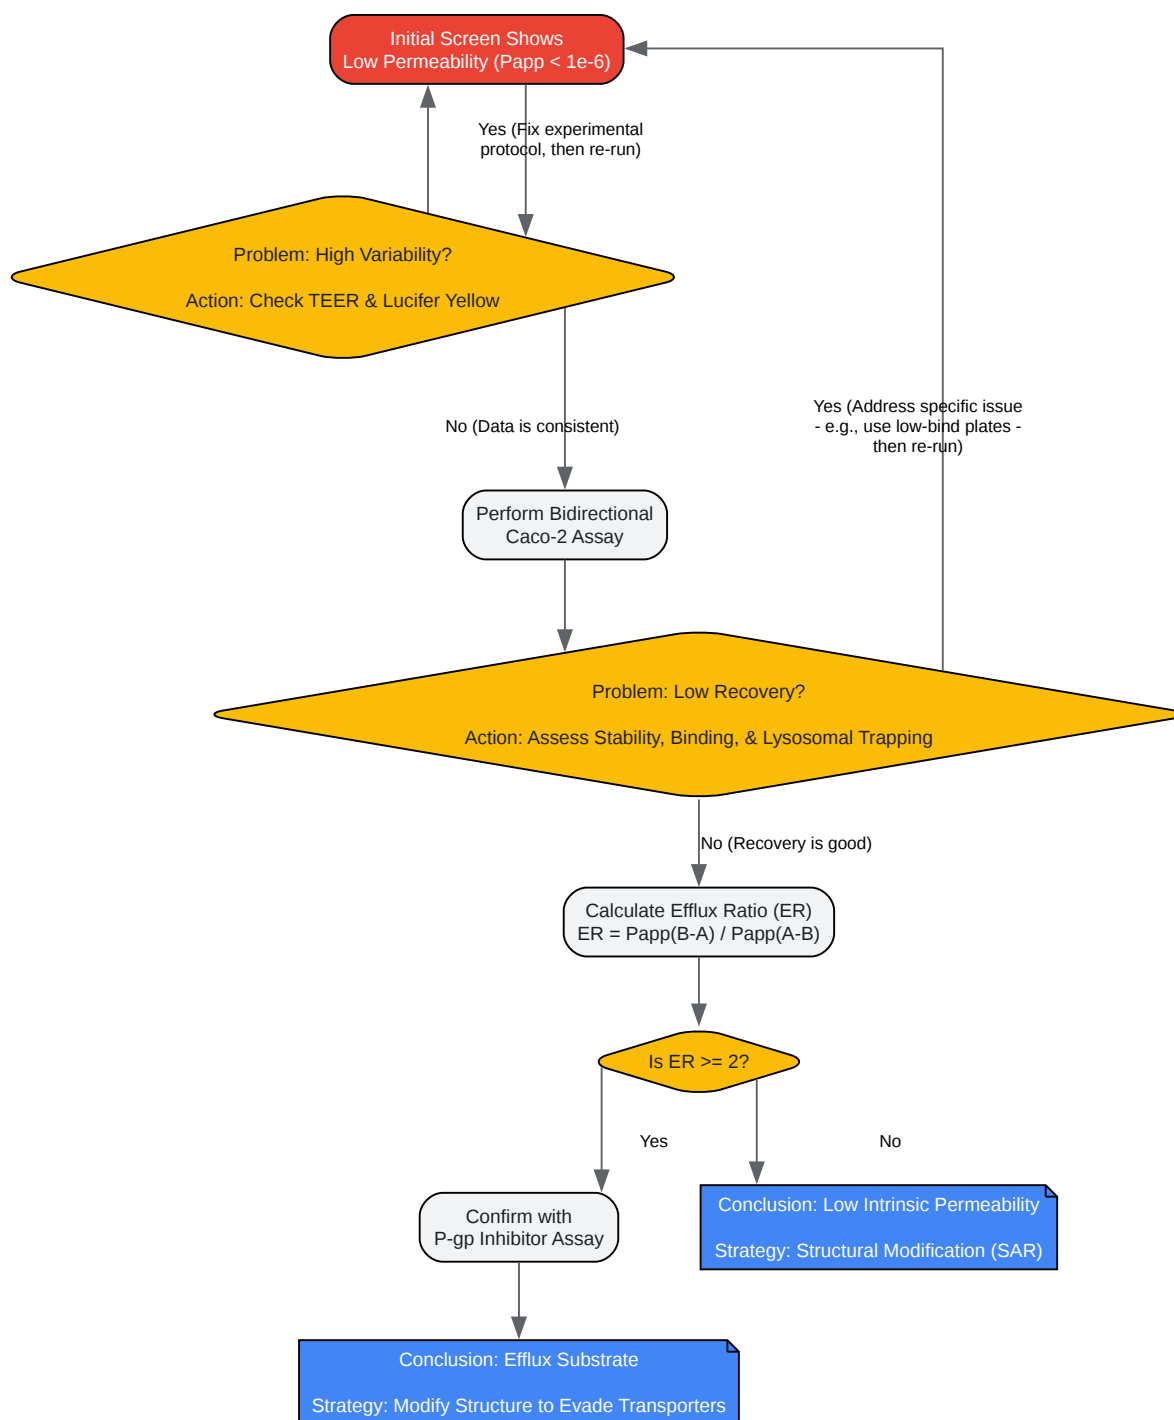 Initial Screen Shows
Low Permeability (Papp < 1e-6)
Yes (Fix experimental
protocol, then re-run)
Problem: High Variability?
Action: Check TEER & Lucifer Yellow
No (Data is consistent)
Yes (Address specific issue
- e.g., use low-bind plates -
then re-run)
Perform Bidirectional
Caco-2 Assay
Problem: Low Recovery?
Action: Assess Stability, Binding, & Lysosomal Trapping
No (Recovery is good)
Calculate Efflux Ratio (ER)
ER = Papp(B-A) / Papp(A-B)
Is ER >= 2?
Yes
No
Confirm with
P-gp Inhibitor Assay
Conclusion: Low Intrinsic Permeability
Strategy: Structural Modification (SAR)
Conclusion: Efflux Substrate
Strategy: Modify Structure to Evade Transporters